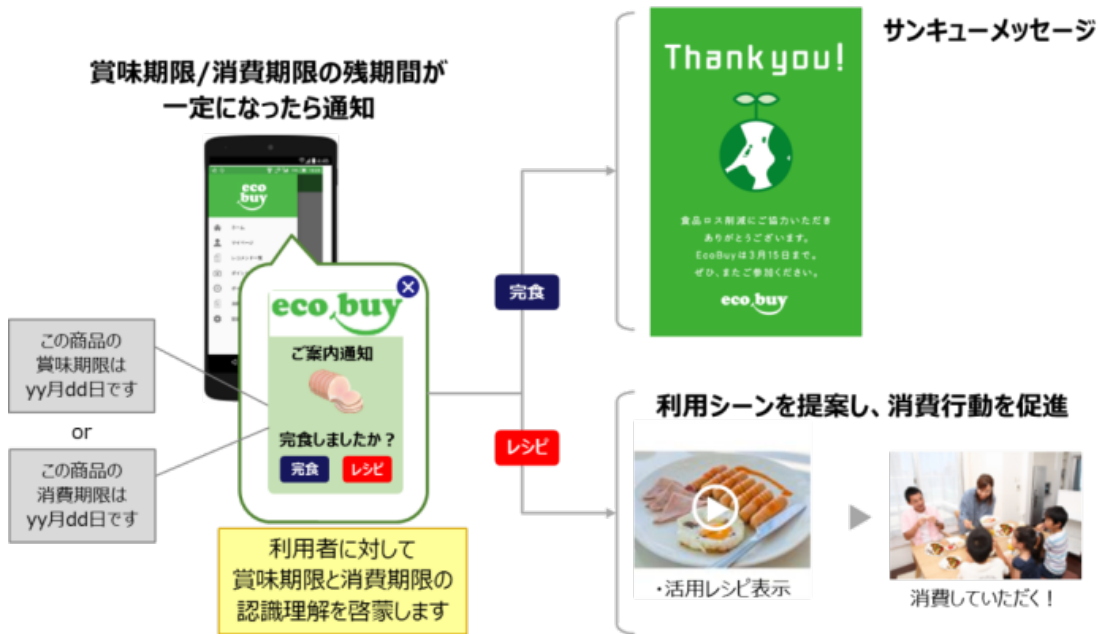 賞味期限/消費期限の残期間が
一定になったら通知
eco
buy
ホーム
マイページ
この商品の
賞味期限は
yy月dd日です
or
この商品の
消費期限は
yy月dd日です
eco buy
ご案内通知
完食しましたか？
完食
レシピ
利用者に対して
賞味期限と消費期限の
認識理解を啓蒙します
完食
レシピ
サンキューメッセージ
Thank you!
食品ロス削減にご協力いただき
ありがとうございます。
EcoBuyは3月15日まで。
ぜひ、またご参加ください。
eco buy
利用シーンを提案し、消費行動を促進
・活用レシピ表示
消費していただく！